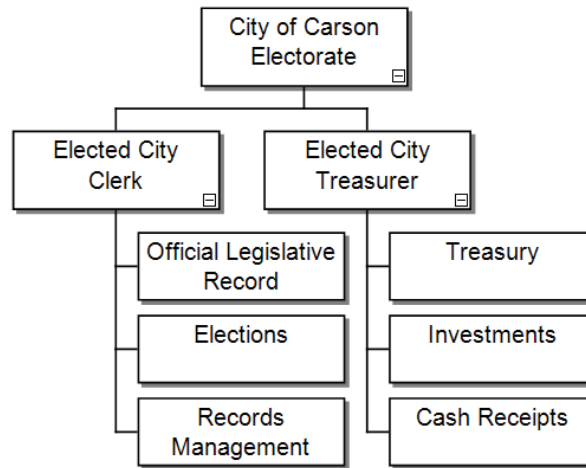 City of Carson
Electorate
Elected City
Clerk
Elected City
Treasurer
Official Legislative
Record
Treasury
Elections
Investments
Records
Management
Cash Receipts